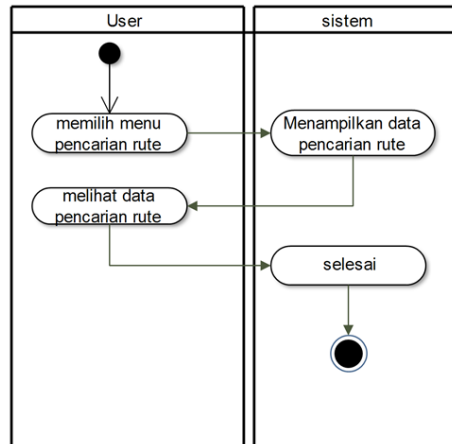 User
sistem
memilih menu
pencarian rute
Menampilkan data
pencarian rute
melihat data
pencarian rute
selesai